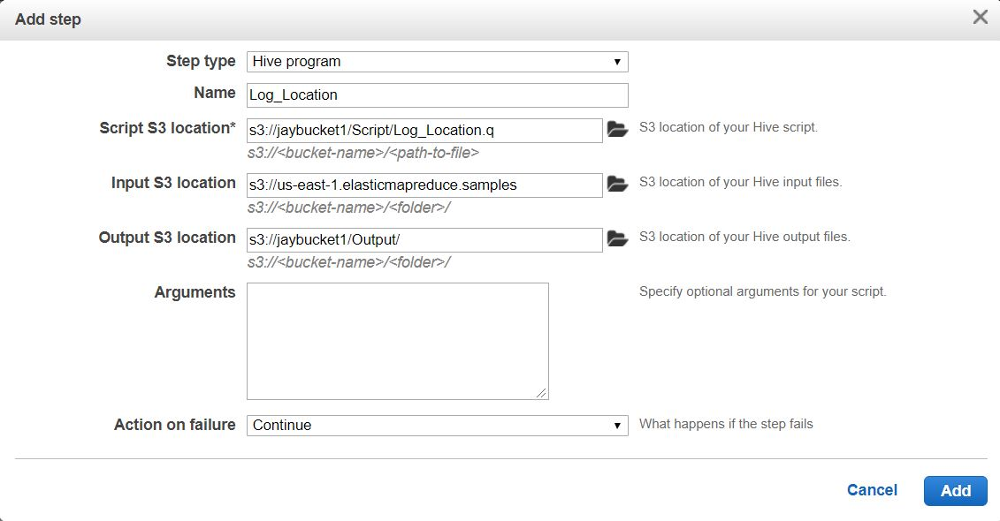 Add step
Step type Hive program
Name Log_Location
Script S3 location* s3://jaybucket1/Script/Log_Location.q S3 location of your Hive script.
s3://<bucket-name>/<path-to-file>
Input S3 location s3://us-east-1.elasticmapreduce.samples S3 location of your Hive input files.
s3://<bucket-name>/<folder>/
Output S3 location s3://jaybucket1/Output/ S3 location of your Hive output files.
s3://<bucket-name>/<folder>/
Arguments Specify optional arguments for your script.
Action on failure Continue What happens if the step fails
Cancel Add